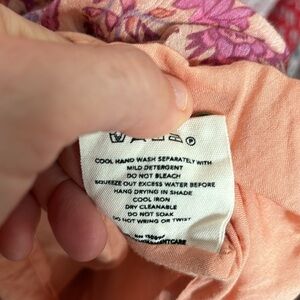 COOL HAND WASH SEPARATELY WITH
MILD DETERGENT
DO NOT BLEACH
SQUEEZE OUT EXCESS WATER BEFORE
HANG DRYING IN SHADE
COOL IRON
DRY CLEANABLE
DO NOT SOAK
DO NOT WRING OR TWIST